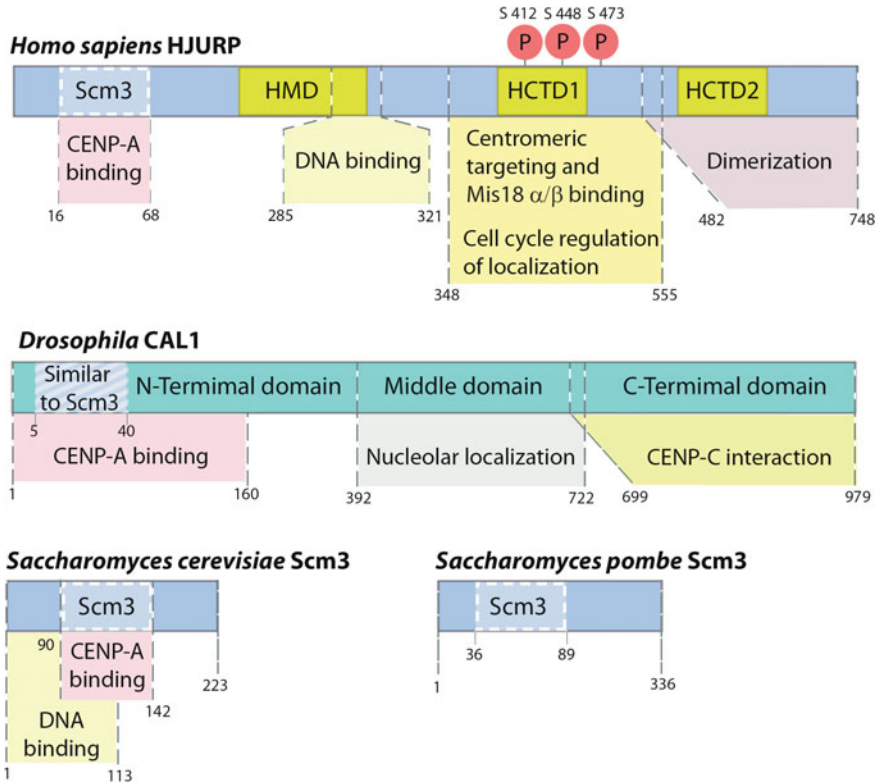 S 412 S 448 S 473
P P P
Homo sapiens HJURP
Scm3 HMD HCTD1 HCTD2
CENP-A
binding
DNA binding
Centromeric
targeting and
Mis18 α/β binding
Cell cycle regulation
of localization
Dimerization
16 68 285 321 482 748
348 555
Drosophila CAL1
Similar
to Scm3
N-Termimal domain Middle domain C-Termimal domain
5 40
CENP-A binding Nucleolar localization CENP-C interaction
1 160 392 722 699 979
Saccharomyces cerevisiae Scm3
Scm3
90
CENP-A
binding
223
142
DNA
binding
1 113
Saccharomyces pombe Scm3
Scm3
36 89
1 336